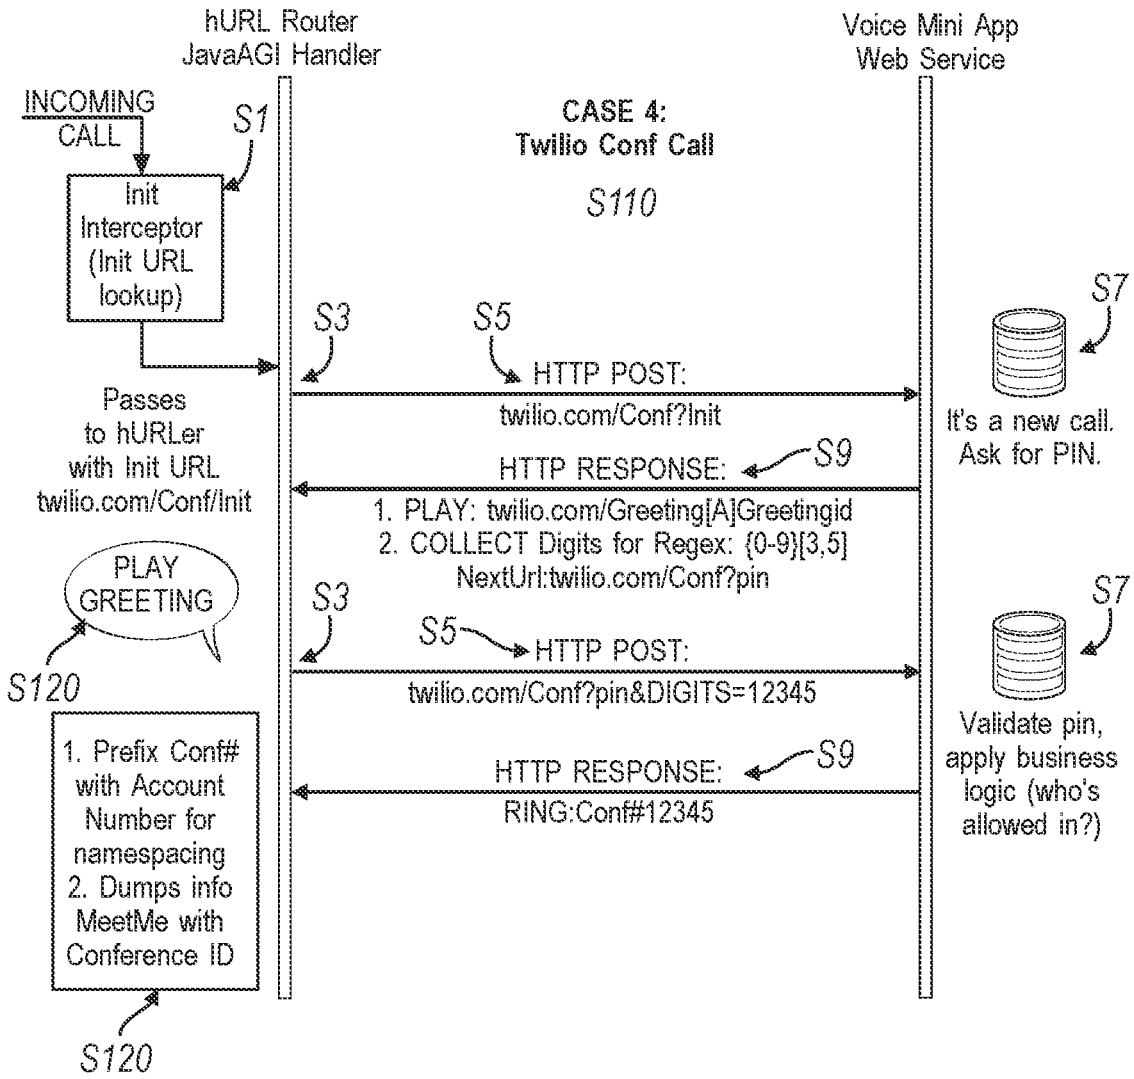 hURL Router
JavaAGI Handler
Voice Mini App
Web Service
INCOMING
CALL
S1
CASE 4:
Twilio Conf Call
S110
Init
Interceptor
(Init URL
lookup)
S3
S5
S7
HTTP POST:
twilio.com/Conf?Init
Passes
to hURLer
with Init URL
twilio.com/Conf/Init
It's a new call.
Ask for PIN.
HTTP RESPONSE:
S9
1. PLAY: twilio.com/Greeting[A]Greetingid
2. COLLECT Digits for Regex: {0-9}[3,5]
NextUrl:twilio.com/Conf?pin
PLAY
GREETING
S120
S3
S5
S7
HTTP POST:
twilio.com/Conf?pin&DIGITS=12345
Validate pin,
apply business
logic (who's
allowed in?)
HTTP RESPONSE:
S9
RING:Conf#12345
1. Prefix Conf#
with Account
Number for
namespacing
2. Dumps info
MeetMe with
Conference ID
S120